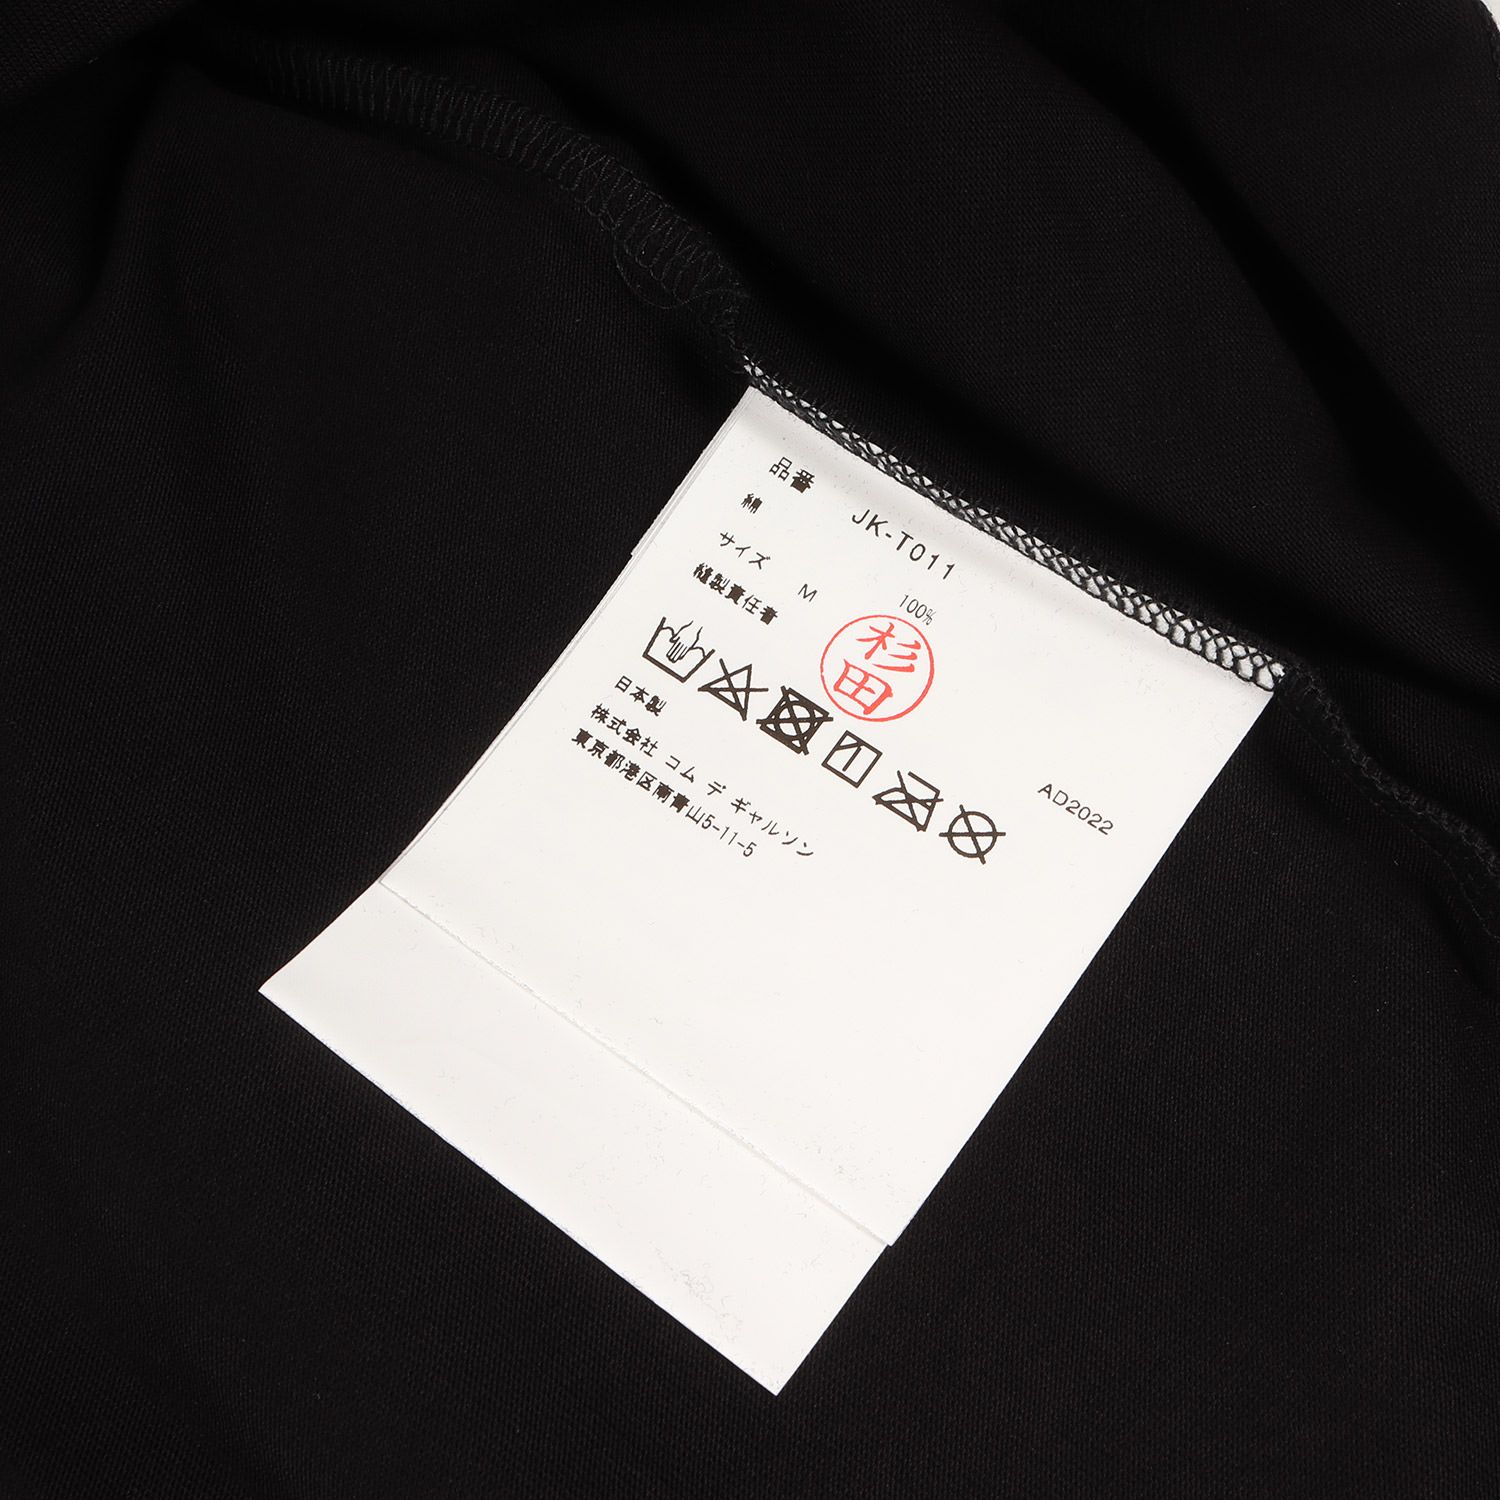 品番 JK-T011
綿 100%
サイズ M
縫製責任者 杉田
AD2022
日本製
株式会社 コム デ ギャルソン
東京都港区南青山5-11-5